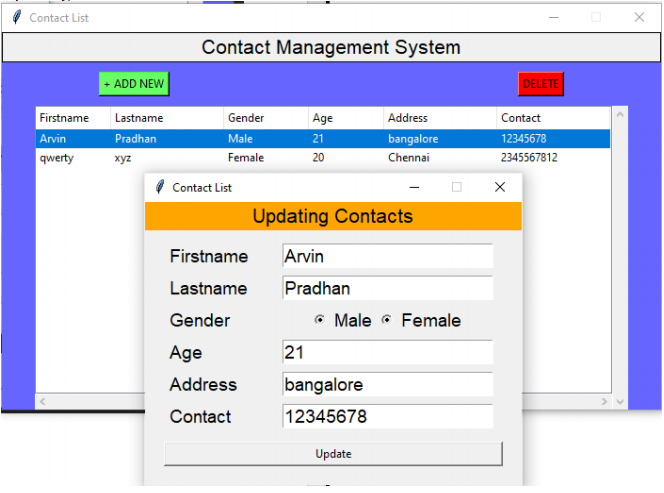 Contact List
Contact Management System
+ ADD NEW DELETE
Firstname Lastname Gender Age Address Contact
Arvin Pradhan Male 21 bangalore 12345678
qwerty xyz Female 20 Chennai 2345567812
Contact List
Updating Contacts
Firstname Arvin
Lastname Pradhan
Gender Male Female
Age 21
Address bangalore
Contact 12345678
Update